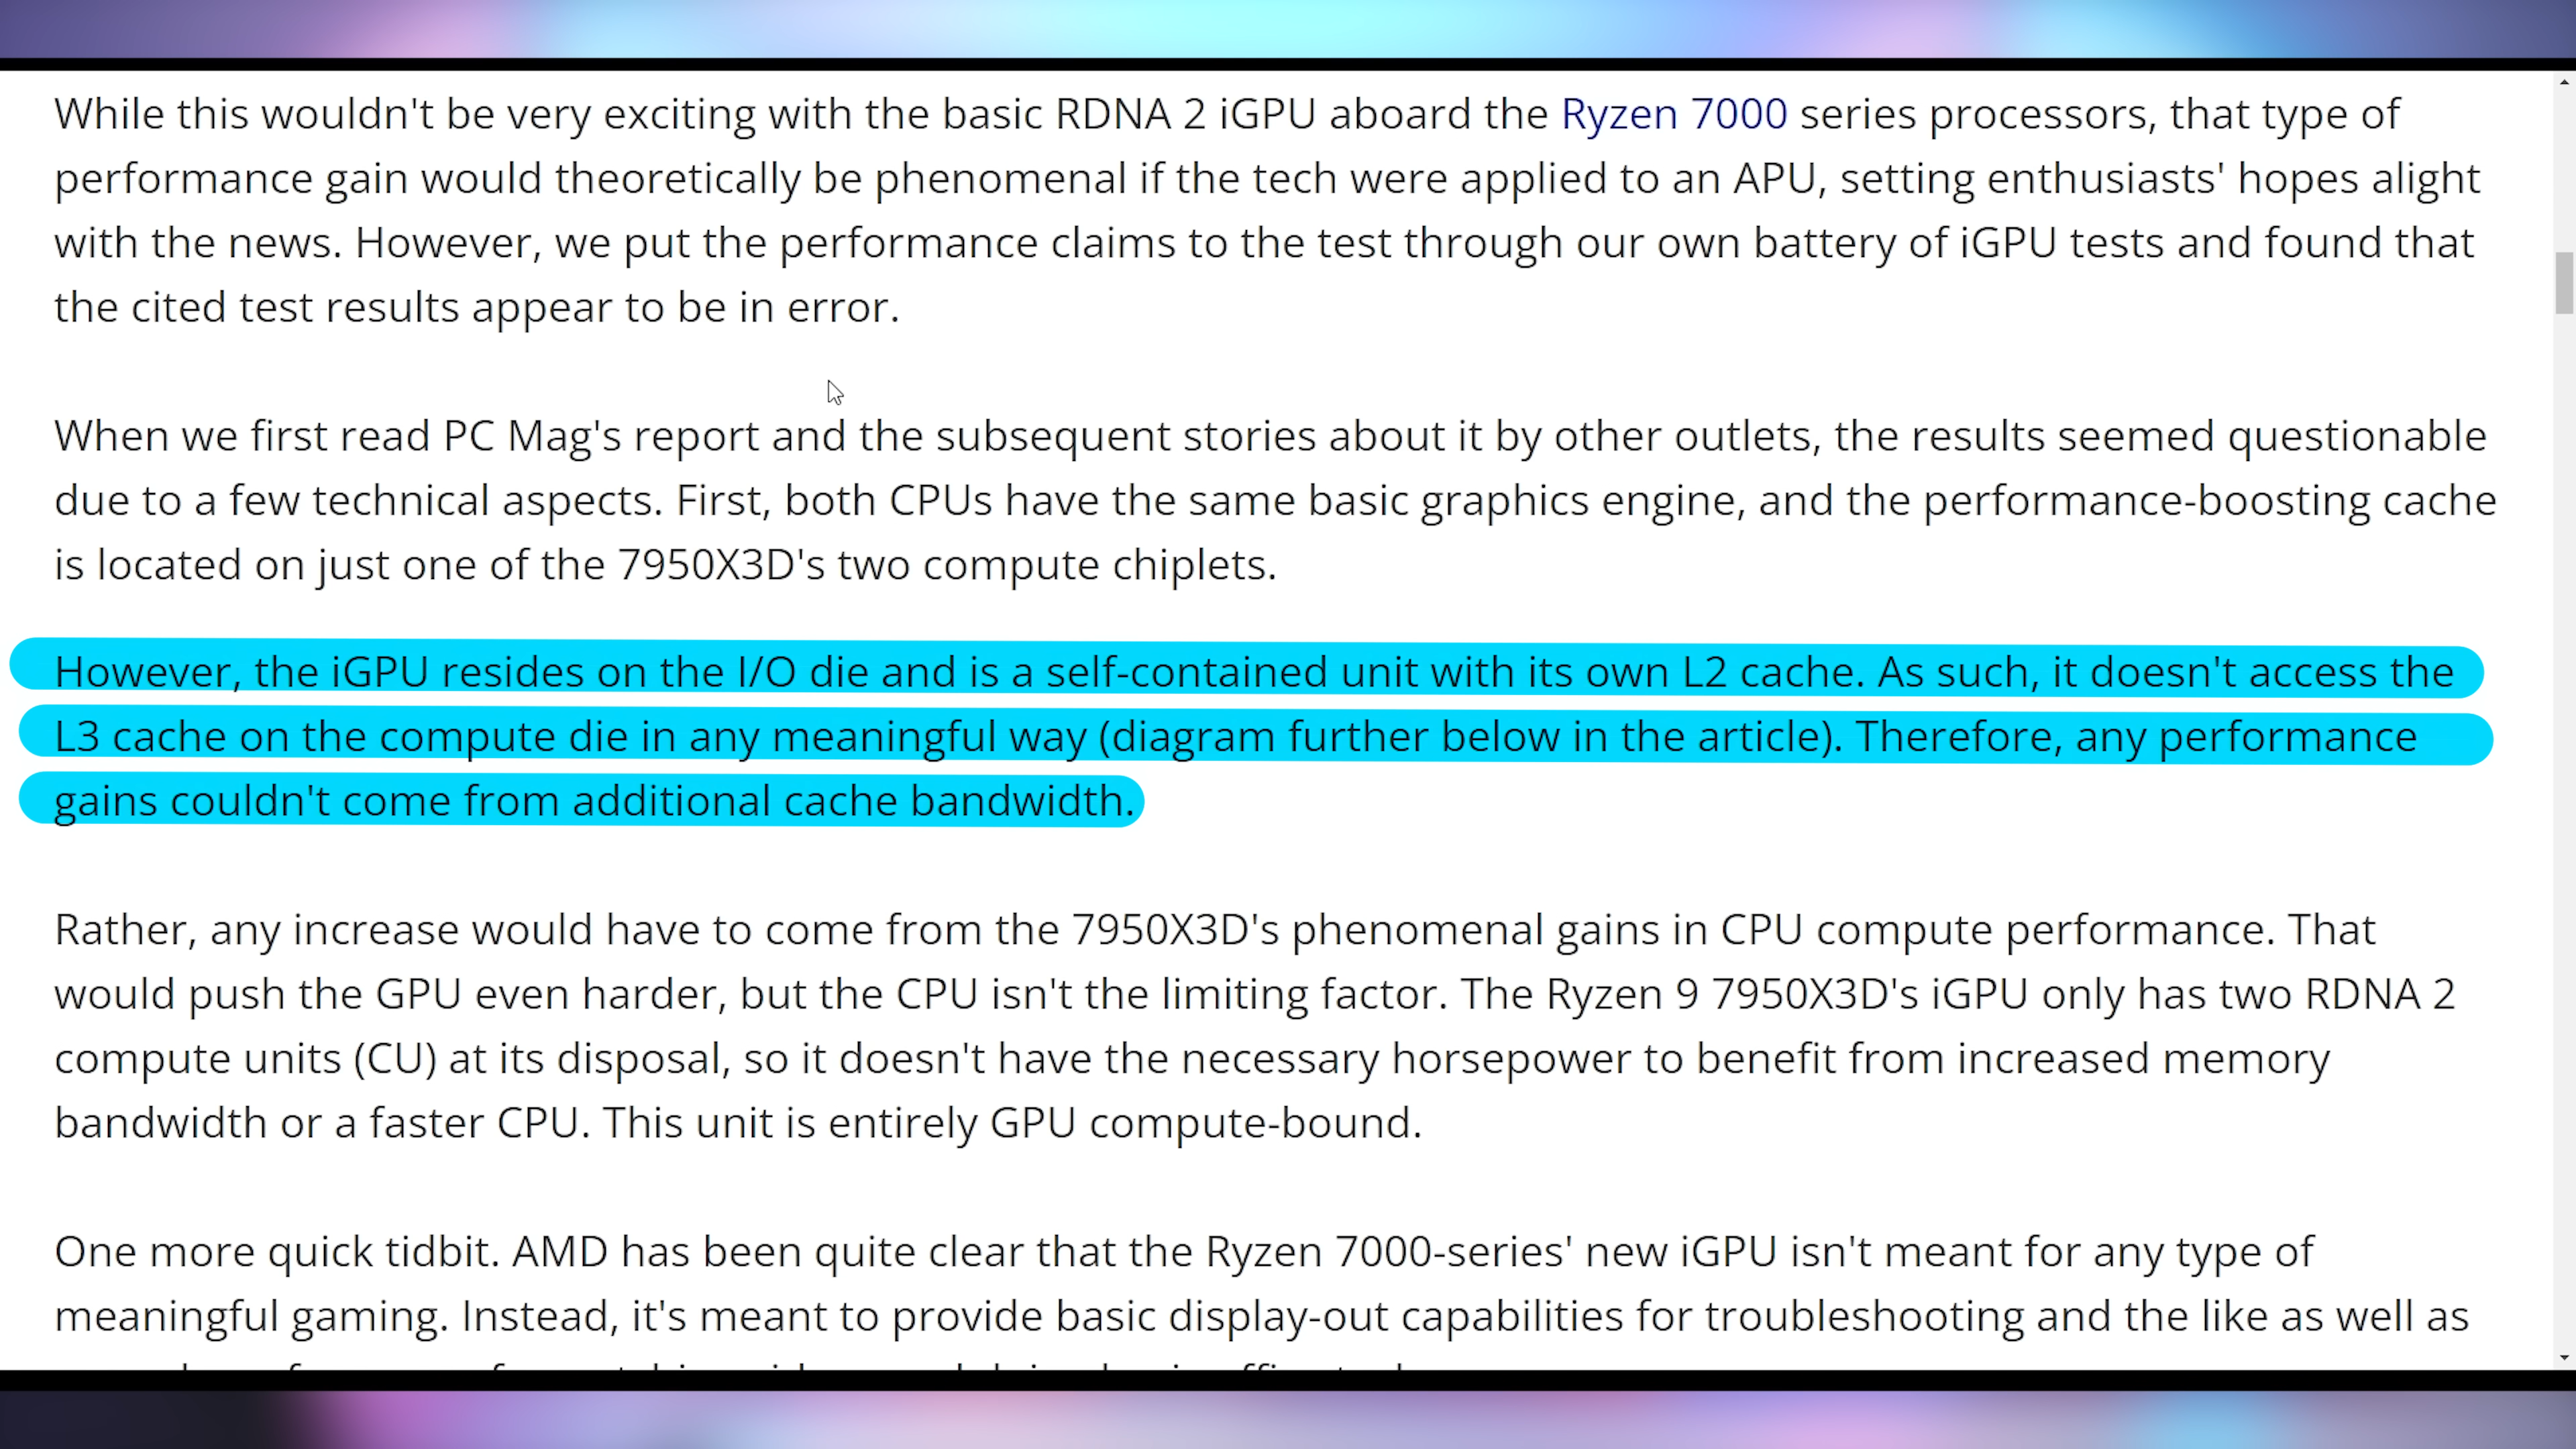 While this wouldn't be very exciting with the basic RDNA 2 iGPU aboard the Ryzen 7000 series processors, that type of
performance gain would theoretically be phenomenal if the tech were applied to an APU, setting enthusiasts' hopes alight
with the news. However, we put the performance claims to the test through our own battery of iGPU tests and found that
the cited test results appear to be in error.
When we first read PC Mag's report and the subsequent stories about it by other outlets, the results seemed questionable
due to a few technical aspects. First, both CPUs have the same basic graphics engine, and the performance-boosting cache
is located on just one of the 7950X3D's two compute chiplets.
However, the iGPU resides on the I/O die and is a self-contained unit with its own L2 cache. As such, it doesn't access the
L3 cache on the compute die in any meaningful way (diagram further below in the article). Therefore, any performance
gains couldn't come from additional cache bandwidth.
Rather, any increase would have to come from the 7950X3D's phenomenal gains in CPU compute performance. That
would push the GPU even harder, but the CPU isn't the limiting factor. The Ryzen 9 7950X3D's iGPU only has two RDNA 2
compute units (CU) at its disposal, so it doesn't have the necessary horsepower to benefit from increased memory
bandwidth or a faster CPU. This unit is entirely GPU compute-bound.
One more quick tidbit. AMD has been quite clear that the Ryzen 7000-series' new iGPU isn't meant for any type of
meaningful gaming. Instead, it's meant to provide basic display-out capabilities for troubleshooting and the like as well as